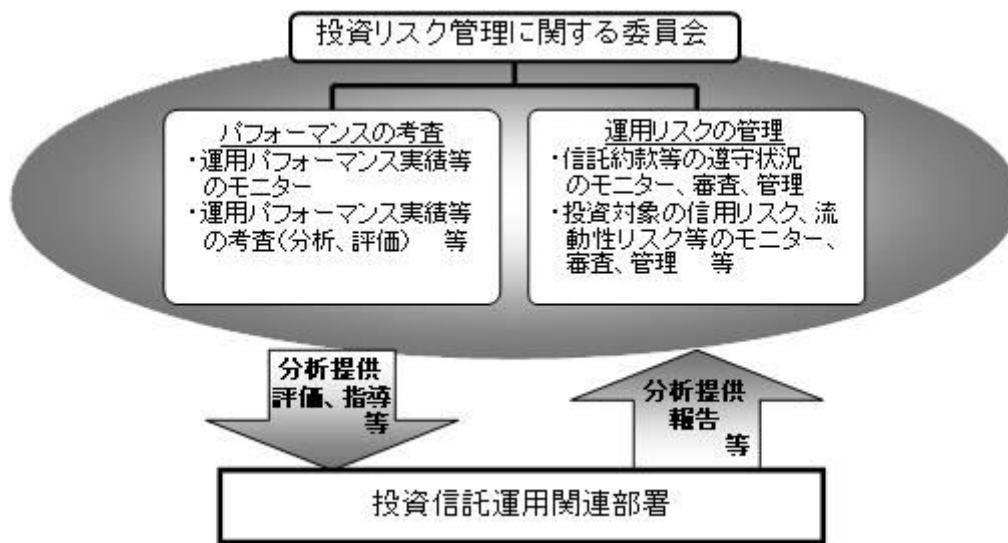 投資リスク管理に関する委員会
パフォーマンスの考査
・運用パフォーマンス実績等
のモニター
・運用パフォーマンス実績等
の考査(分析、評価) 等
運用リスクの管理
・信託約款等の遵守状況
のモニター、審査、管理
・投資対象の信用リスク、流
動性リスク等のモニター、
審査、管理 等
分析提供
評価、指導
等
分析提供
報告
等
投資信託運用関連部署